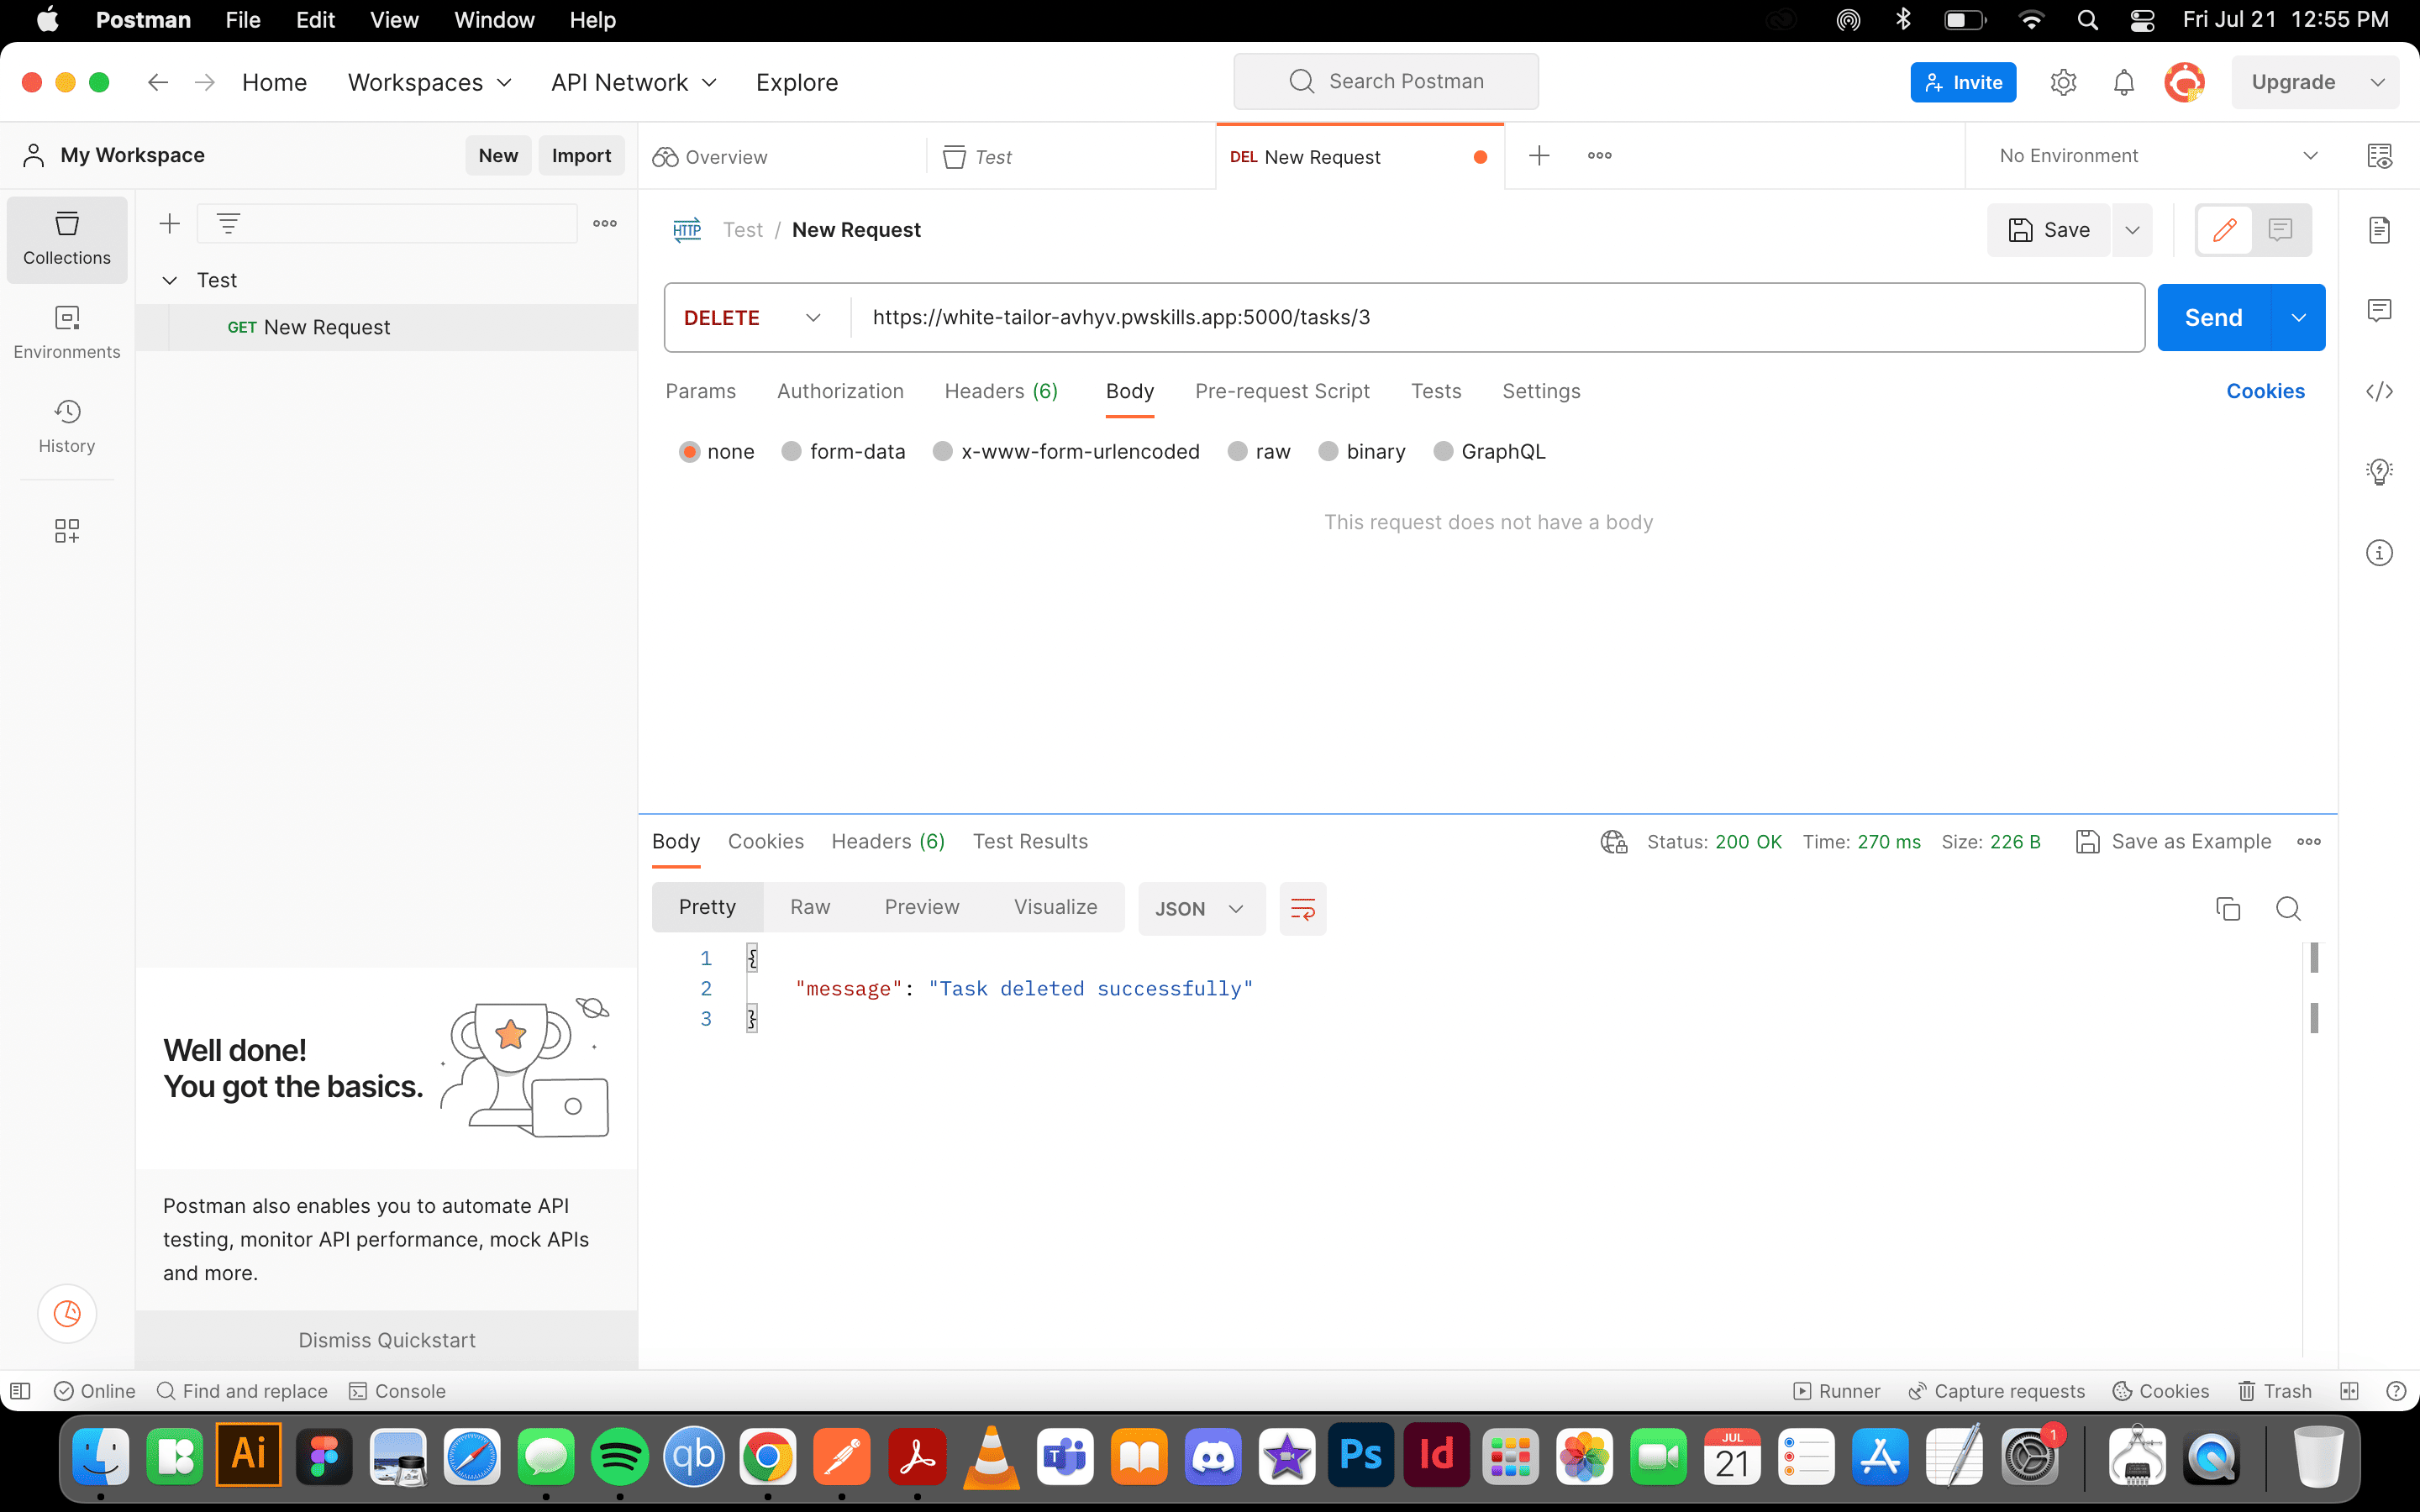 Postman File Edit View Window Help Fri Jul 21 12:55 PM
Home Workspaces API Network Explore Search Postman Invite Upgrade
My Workspace New Import Overview Test DEL New Request No Environment
Collections
Environments
History
Test
GET New Request
HTTP Test / New Request Save
DELETE https://white-tailor-avhyv.pwskills.app:5000/tasks/3 Send
Params Authorization Headers (6) Body Pre-request Script Tests Settings Cookies
none form-data x-www-form-urlencoded raw binary GraphQL
This request does not have a body
Body Cookies Headers (6) Test Results Status: 200 OK Time: 270 ms Size: 226 B Save as Example
Pretty Raw Preview Visualize JSON
1 {
2 "message": "Task deleted successfully"
3 }
Well done!
You got the basics.
Postman also enables you to automate API
testing, monitor API performance, mock APIs
and more.
Dismiss Quickstart
Online Find and replace Console Runner Capture requests Cookies Trash
Ai qb Ps Id JUL 21 1